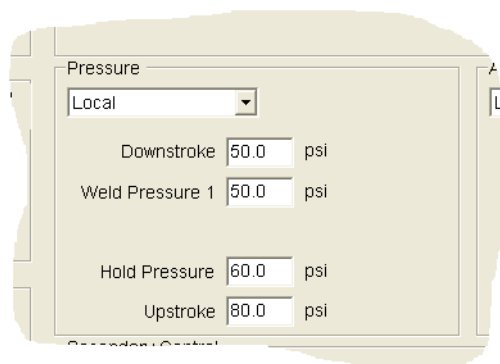 Pressure
Local
Downstroke 50.0 psi
Weld Pressure 1 50.0 psi
Hold Pressure 60.0 psi
Upstroke 80.0 psi